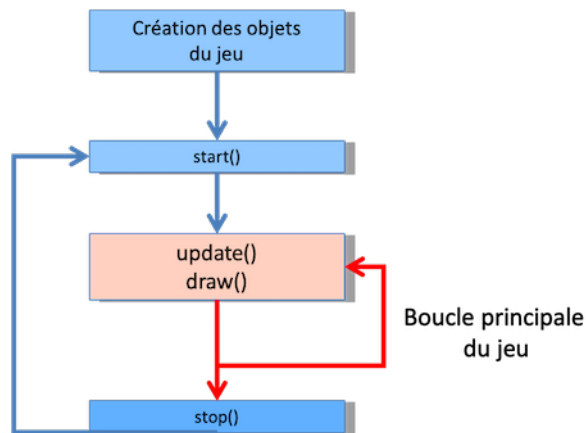 Création des objets
du jeu
start()
update()
draw()
Boucle principale
du jeu
stop()